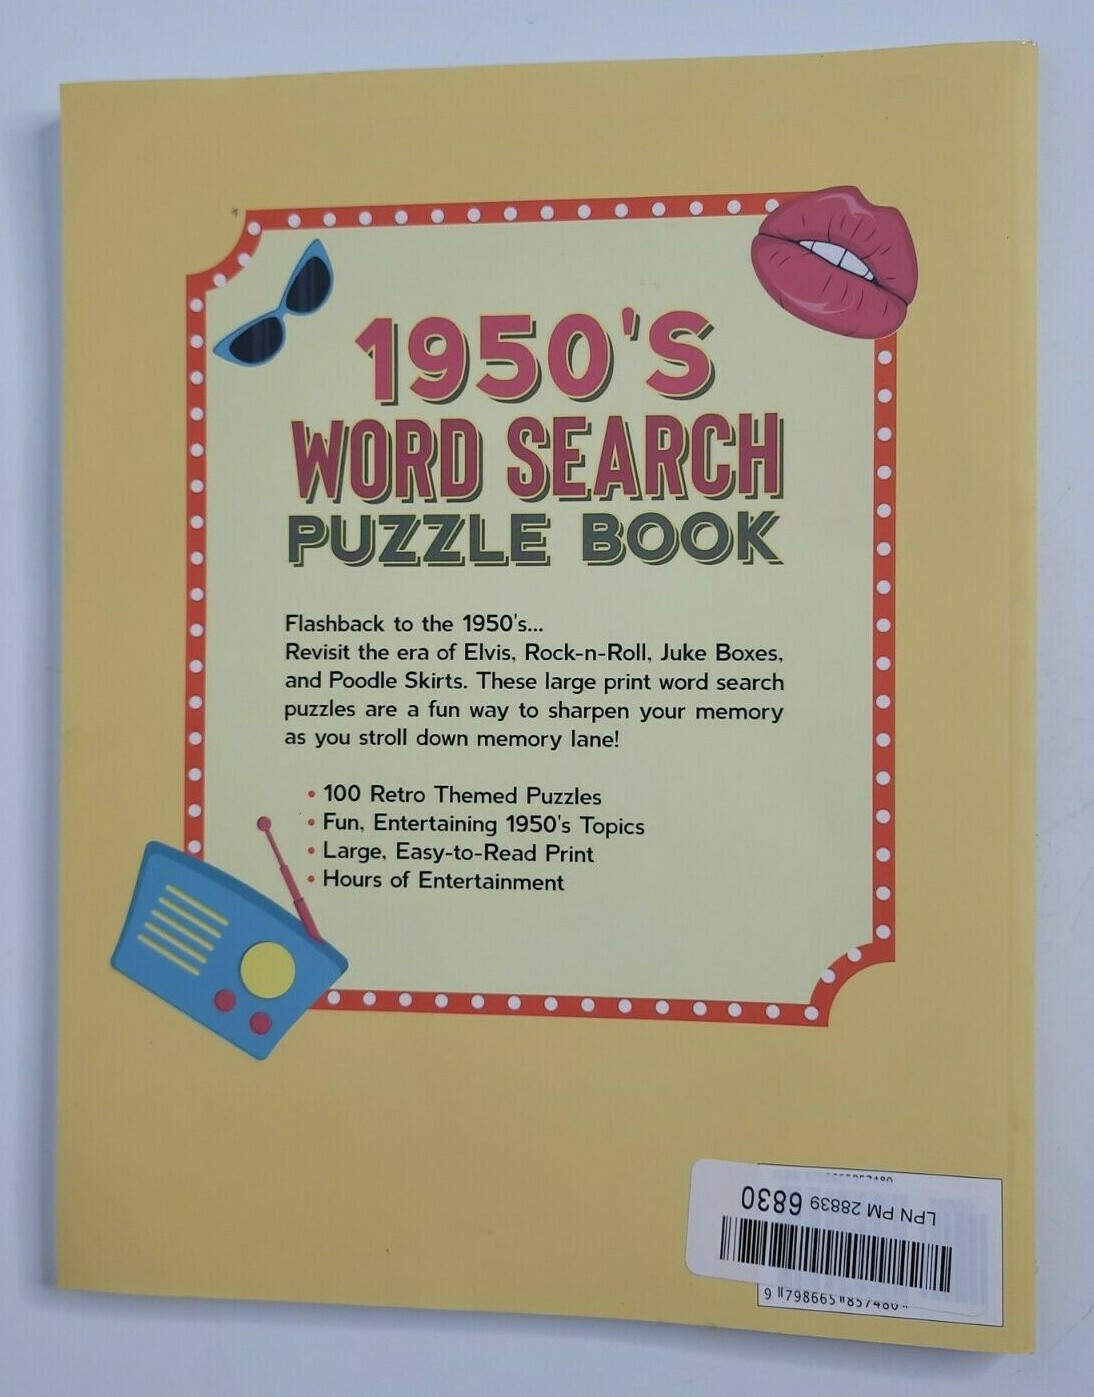 1950'S
WORD SEARCH
PUZZLE BOOK
Flashback to the 1950's...
Revisit the era of Elvis, Rock-n-Roll, Juke Boxes,
and Poodle Skirts. These large print word search
puzzles are a fun way to sharpen your memory
as you stroll down memory lane!
• 100 Retro Themed Puzzles
• Fun, Entertaining 1950's Topics
• Large, Easy-to-Read Print
• Hours of Entertainment
LPN PM 28839 6830
9 798665 857480